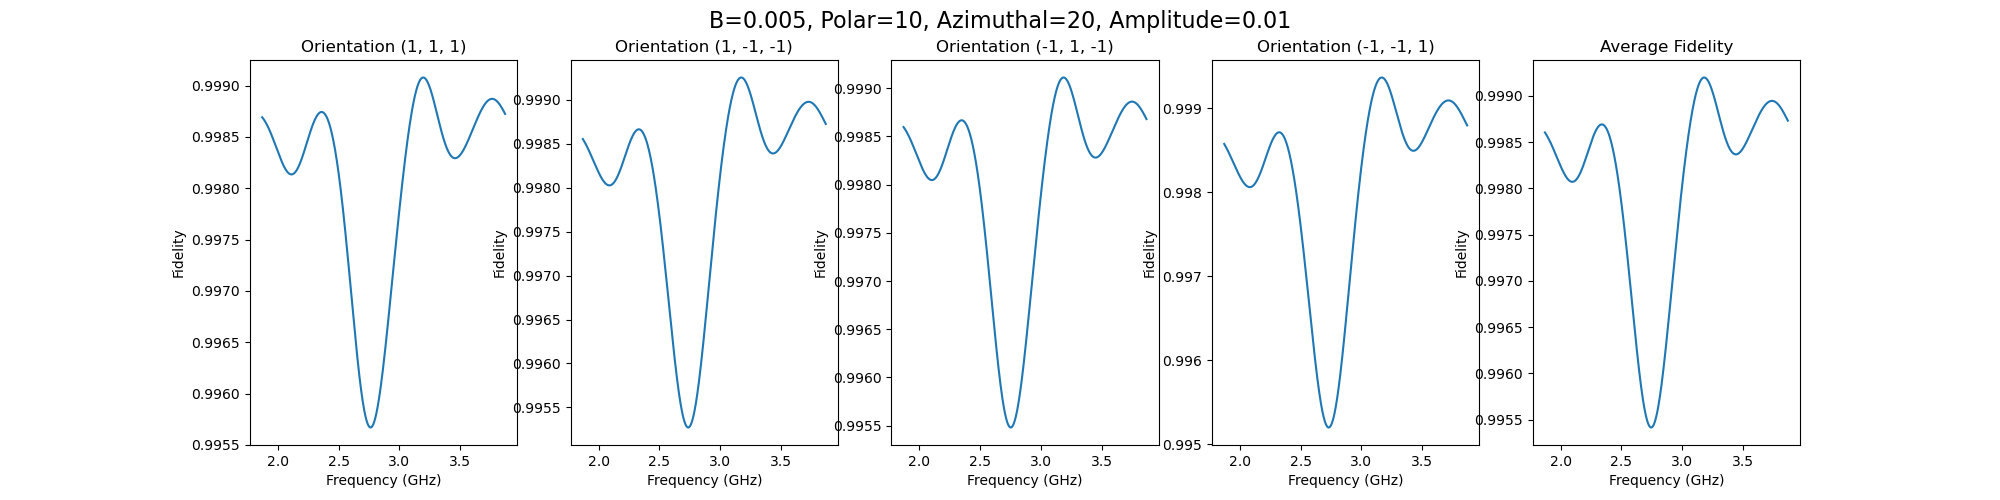 B=0.005, Polar=10, Azimuthal=20, Amplitude=0.01
Orientation (1, 1, 1)
Fidelity
0.9990
0.9985
0.9980
0.9975
0.9970
0.9965
0.9960
0.9955
2.0 2.5 3.0 3.5
Frequency (GHz)
Orientation (1, -1, -1)
Fidelity
0.9990
0.9985
0.9980
0.9975
0.9970
0.9965
0.9960
0.9955
2.0 2.5 3.0 3.5
Frequency (GHz)
Orientation (-1, 1, -1)
Fidelity
0.9990
0.9985
0.9980
0.9975
0.9970
0.9965
0.9960
0.9955
2.0 2.5 3.0 3.5
Frequency (GHz)
Orientation (-1, -1, 1)
Fidelity
0.999
0.998
0.997
0.996
0.995
2.0 2.5 3.0 3.5
Frequency (GHz)
Average Fidelity
Fidelity
0.9990
0.9985
0.9980
0.9975
0.9970
0.9965
0.9960
0.9955
2.0 2.5 3.0 3.5
Frequency (GHz)